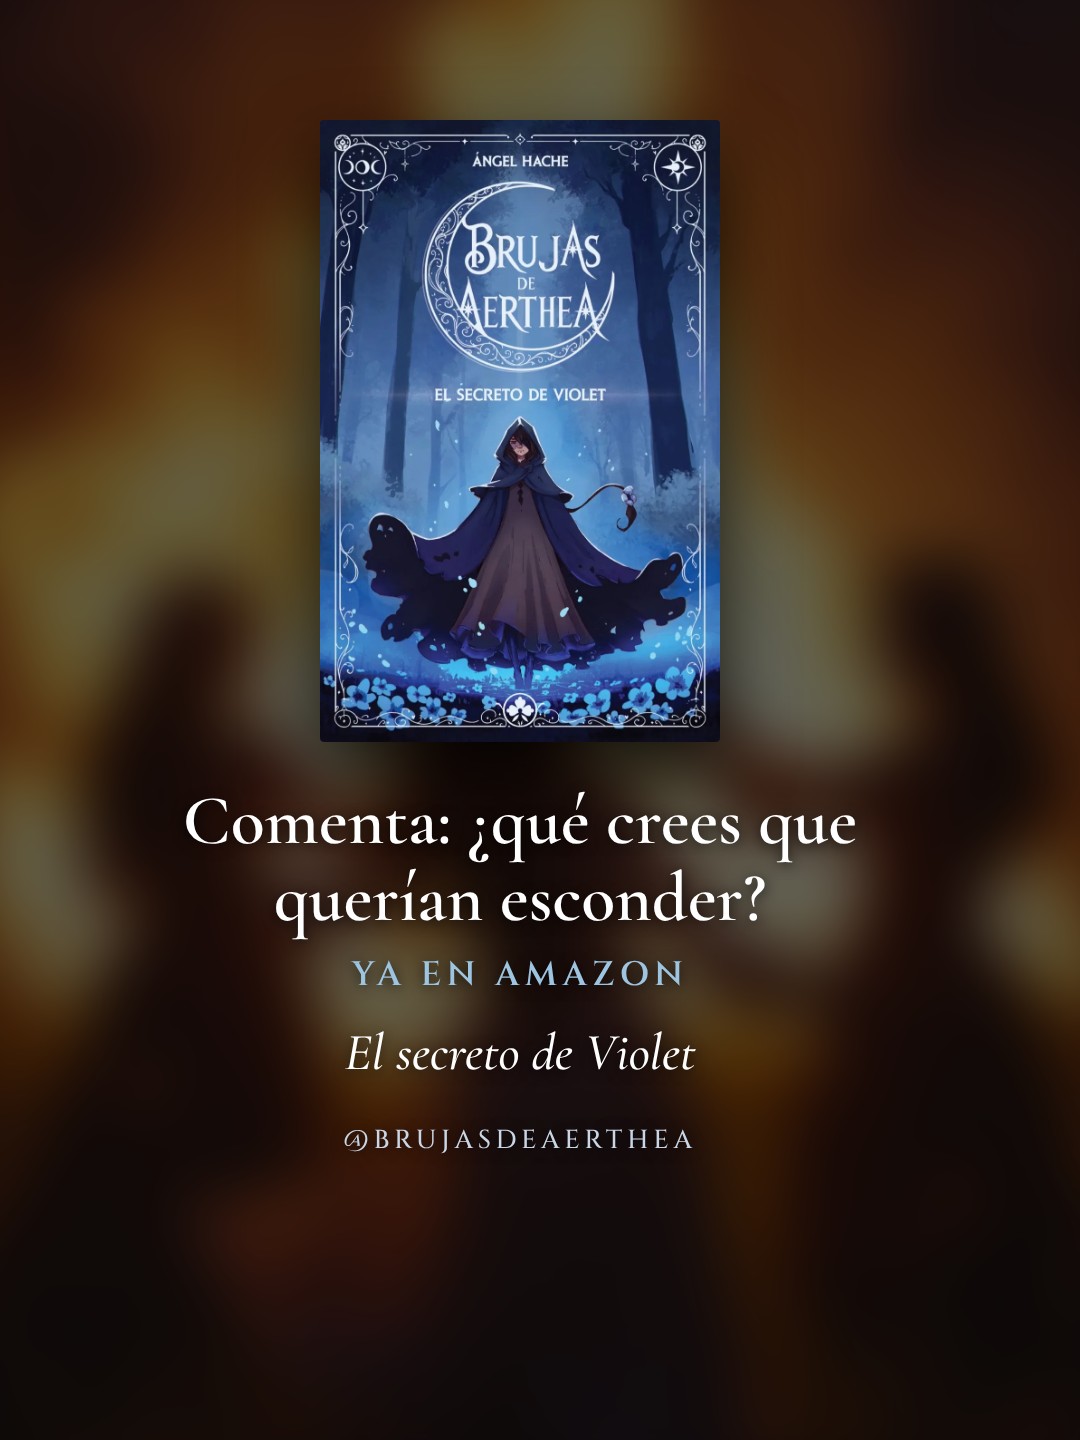 ÁNGEL HACHE
BRUJAS
DE
AERTHEA
EL SECRETO DE VIOLET
Comenta: ¿qué crees que
querían esconder?
YA EN AMAZON
El secreto de Violet
@BRUJASDEAERTHEA